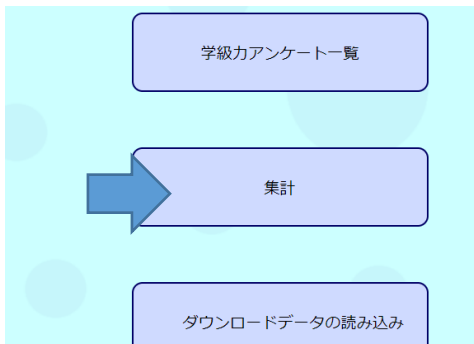 学級力アンケート一覧
集計
ダウンロードデータの読み込み